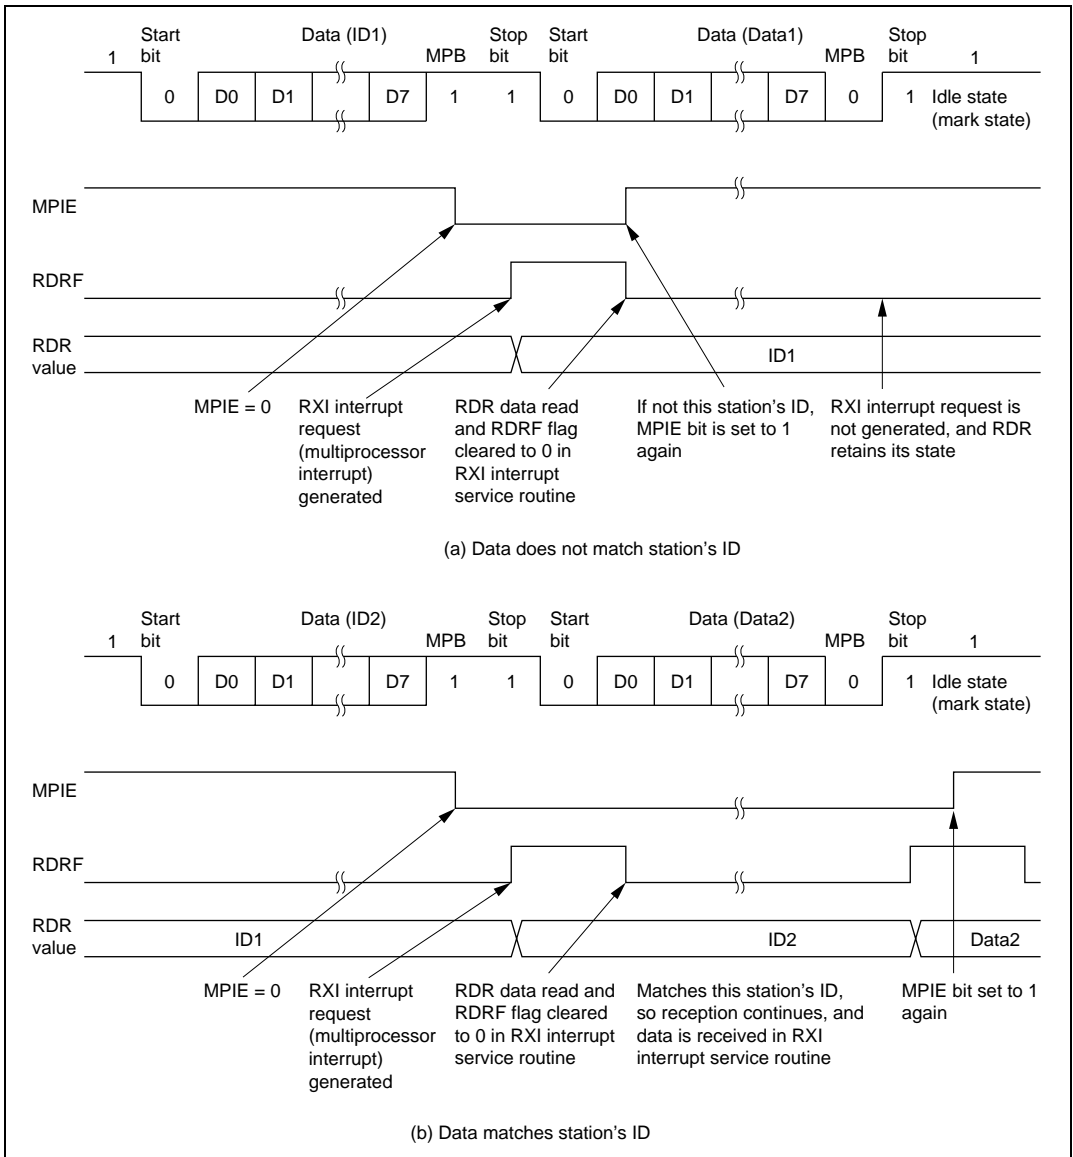 Start bit Data (ID1) Stop bit Start bit Data (Data1) Stop bit
1 MPB MPB 1
0 D0 D1 D7 1 1 0 D0 D1 D7 0 1 Idle state (mark state)
MPIE
RDRF
RDR value
ID1
MPIE = 0
RXI interrupt
request
(multiprocessor
interrupt)
generated
RDR data read
and RDRF flag
cleared to 0 in
RXI interrupt
service routine
If not this station's ID,
MPIE bit is set to 1
again
RXI interrupt request is
not generated, and RDR
retains its state
(a) Data does not match station's ID
Start bit Data (ID2) Stop bit Start bit Data (Data2) Stop bit
1 MPB MPB 1
0 D0 D1 D7 1 1 0 D0 D1 D7 0 1 Idle state (mark state)
MPIE
RDRF
RDR value
ID1 ID2 Data2
MPIE = 0
RXI interrupt
request
(multiprocessor
interrupt)
generated
RDR data read and
RDRF flag cleared
to 0 in RXI interrupt
service routine
Matches this station's ID,
so reception continues, and
data is received in RXI
interrupt service routine
MPIE bit set to 1
again
(b) Data matches station's ID